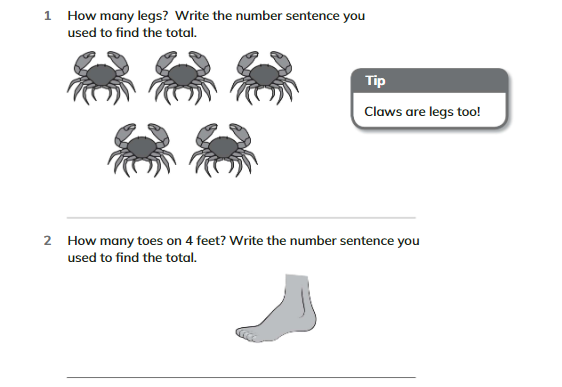 1 How many legs? Write the number sentence you
used to find the total.
Tip
Claws are legs too!
2 How many toes on 4 feet? Write the number sentence you
used to find the total.